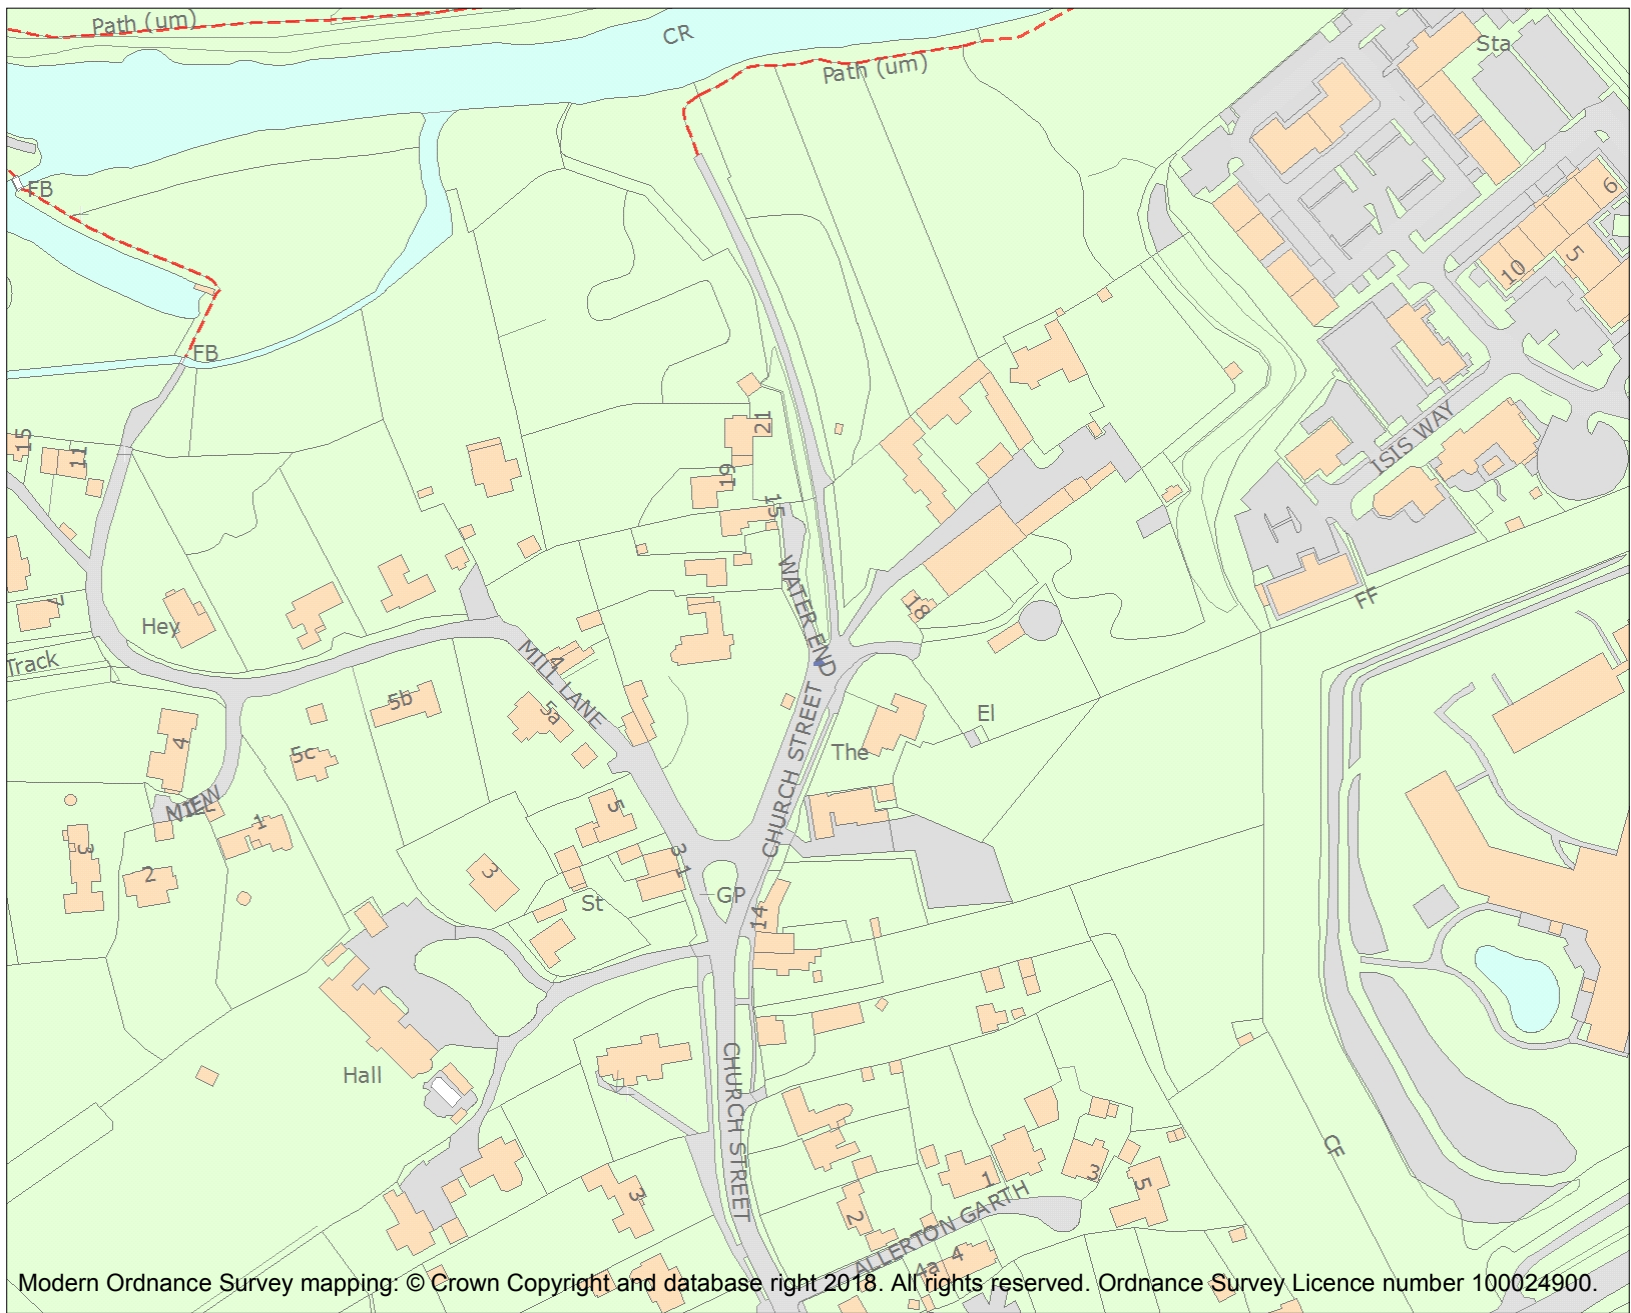 Path (um)
CR
Sta
Path (um)
FB
6
5
10
FB
15
11
21
19
15
ISIS WAY
WATER END
7
Hey
18
FF
Track
MILL LANE
4
5b
5a
5c
El
The
4
CHURCH STREET
1
5
3
2
3 1
3
GP
St
14
Hall
CHURCH STREET
CF
1
3
5
3
2
ALLERTON GARTH
4
4a
Modern Ordnance Survey mapping: © Crown Copyright and database right 2018. All rights reserved. Ordnance Survey Licence number 100024900.